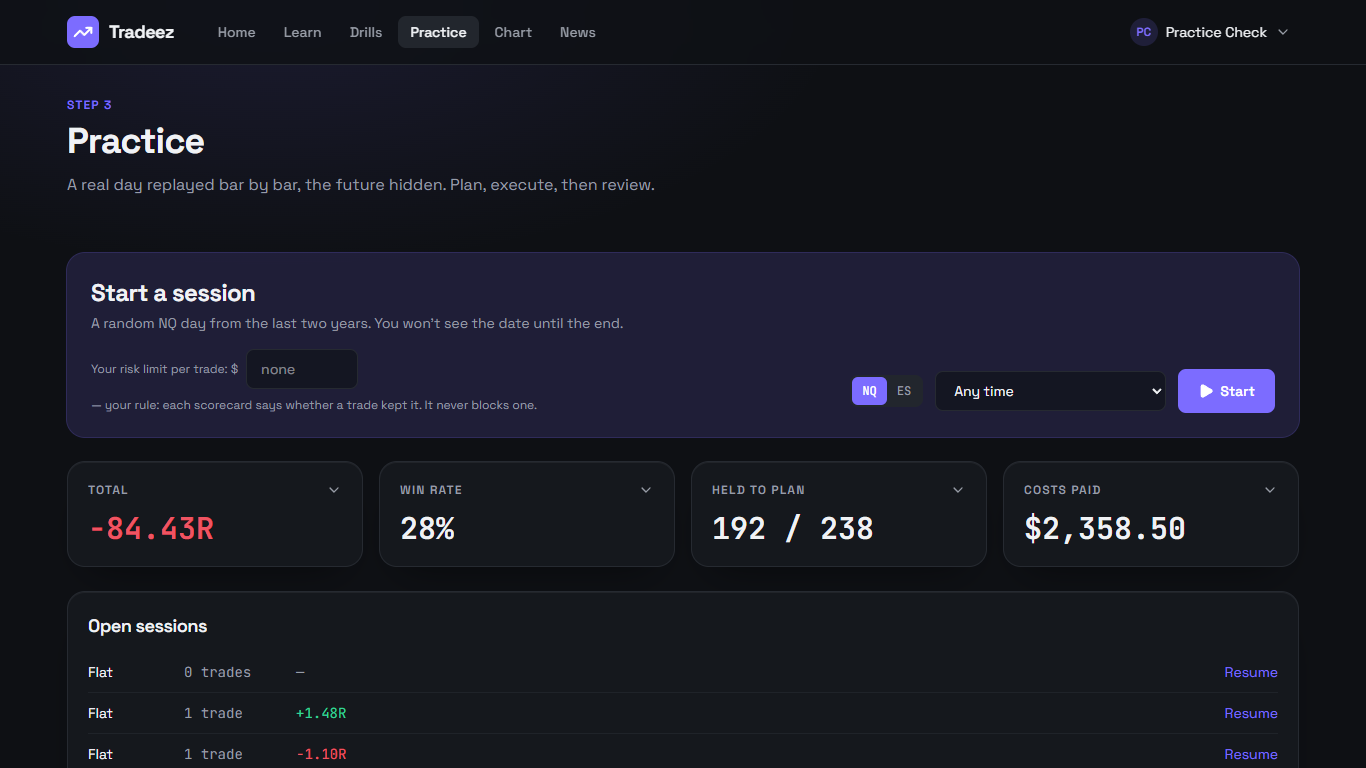 Tradeez
Home
Learn
Drills
Practice
Chart
News
PC
Practice Check
STEP 3
Practice
A real day replayed bar by bar, the future hidden. Plan, execute, then review.
Start a session
A random NQ day from the last two years. You won't see the date until the end.
Your risk limit per trade: $
none
— your rule: each scorecard says whether a trade kept it. It never blocks one.
NQ
ES
Any time
Start
TOTAL
-84.43R
WIN RATE
28%
HELD TO PLAN
192 / 238
COSTS PAID
$2,358.50
Open sessions
Flat 0 trades — Resume
Flat 1 trade +1.48R Resume
Flat 1 trade -1.10R Resume